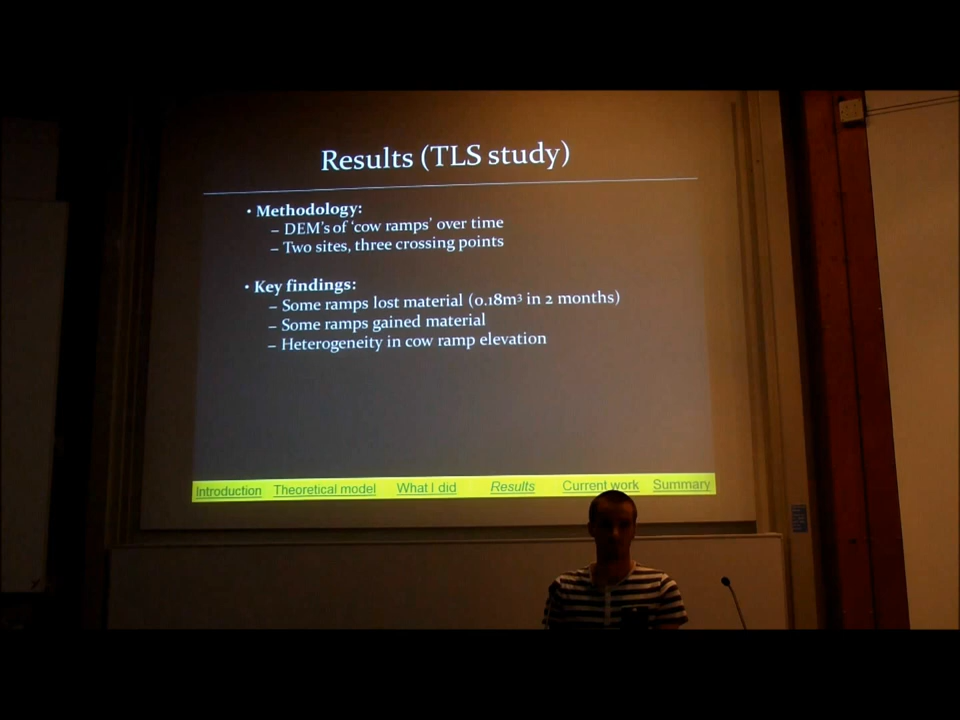 Results (TLS study)
• Methodology:
– DEM's of 'cow ramps' over time
– Two sites, three crossing points
• Key findings:
– Some ramps lost material (0.18m³ in 2 months)
– Some ramps gained material
– Heterogeneity in cow ramp elevation
Introduction Theoretical model What I did Results Current work Summary